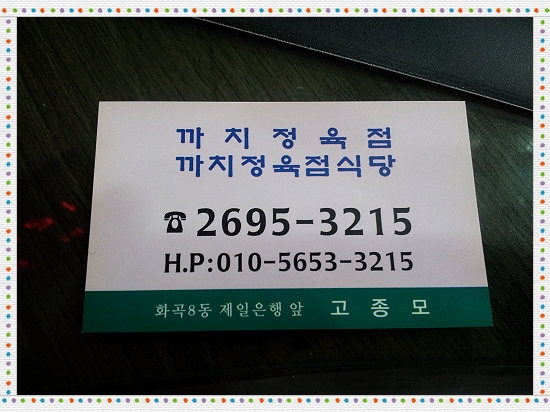 까치정육점
까치정육점식당
☎ 2695-3215
H.P:010-5653-3215
화곡8동 제일은행 앞 고종모